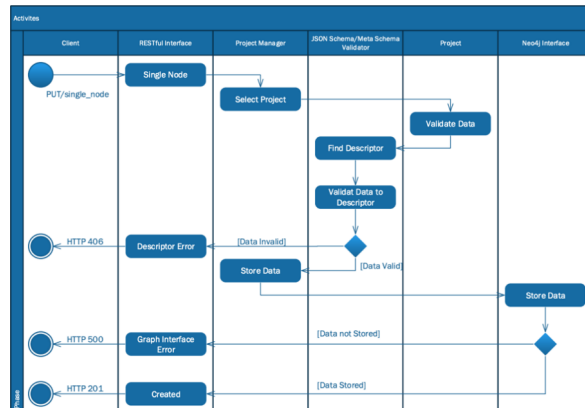 Activites
Client
RESTful Interface
Project Manager
JSON Schema/Meta Schema
Validator
Project
Neo4j Interface
Single Node
PUT/single_node
Select Project
Validate Data
Find Descriptor
Validat Data to
Descriptor
HTTP 406
Descriptor Error
[Data Invalid]
[Data Valid]
Store Data
Store Data
HTTP 500
Graph Interface
Error
[Data not Stored]
HTTP 201
Created
[Data Stored]
Phase